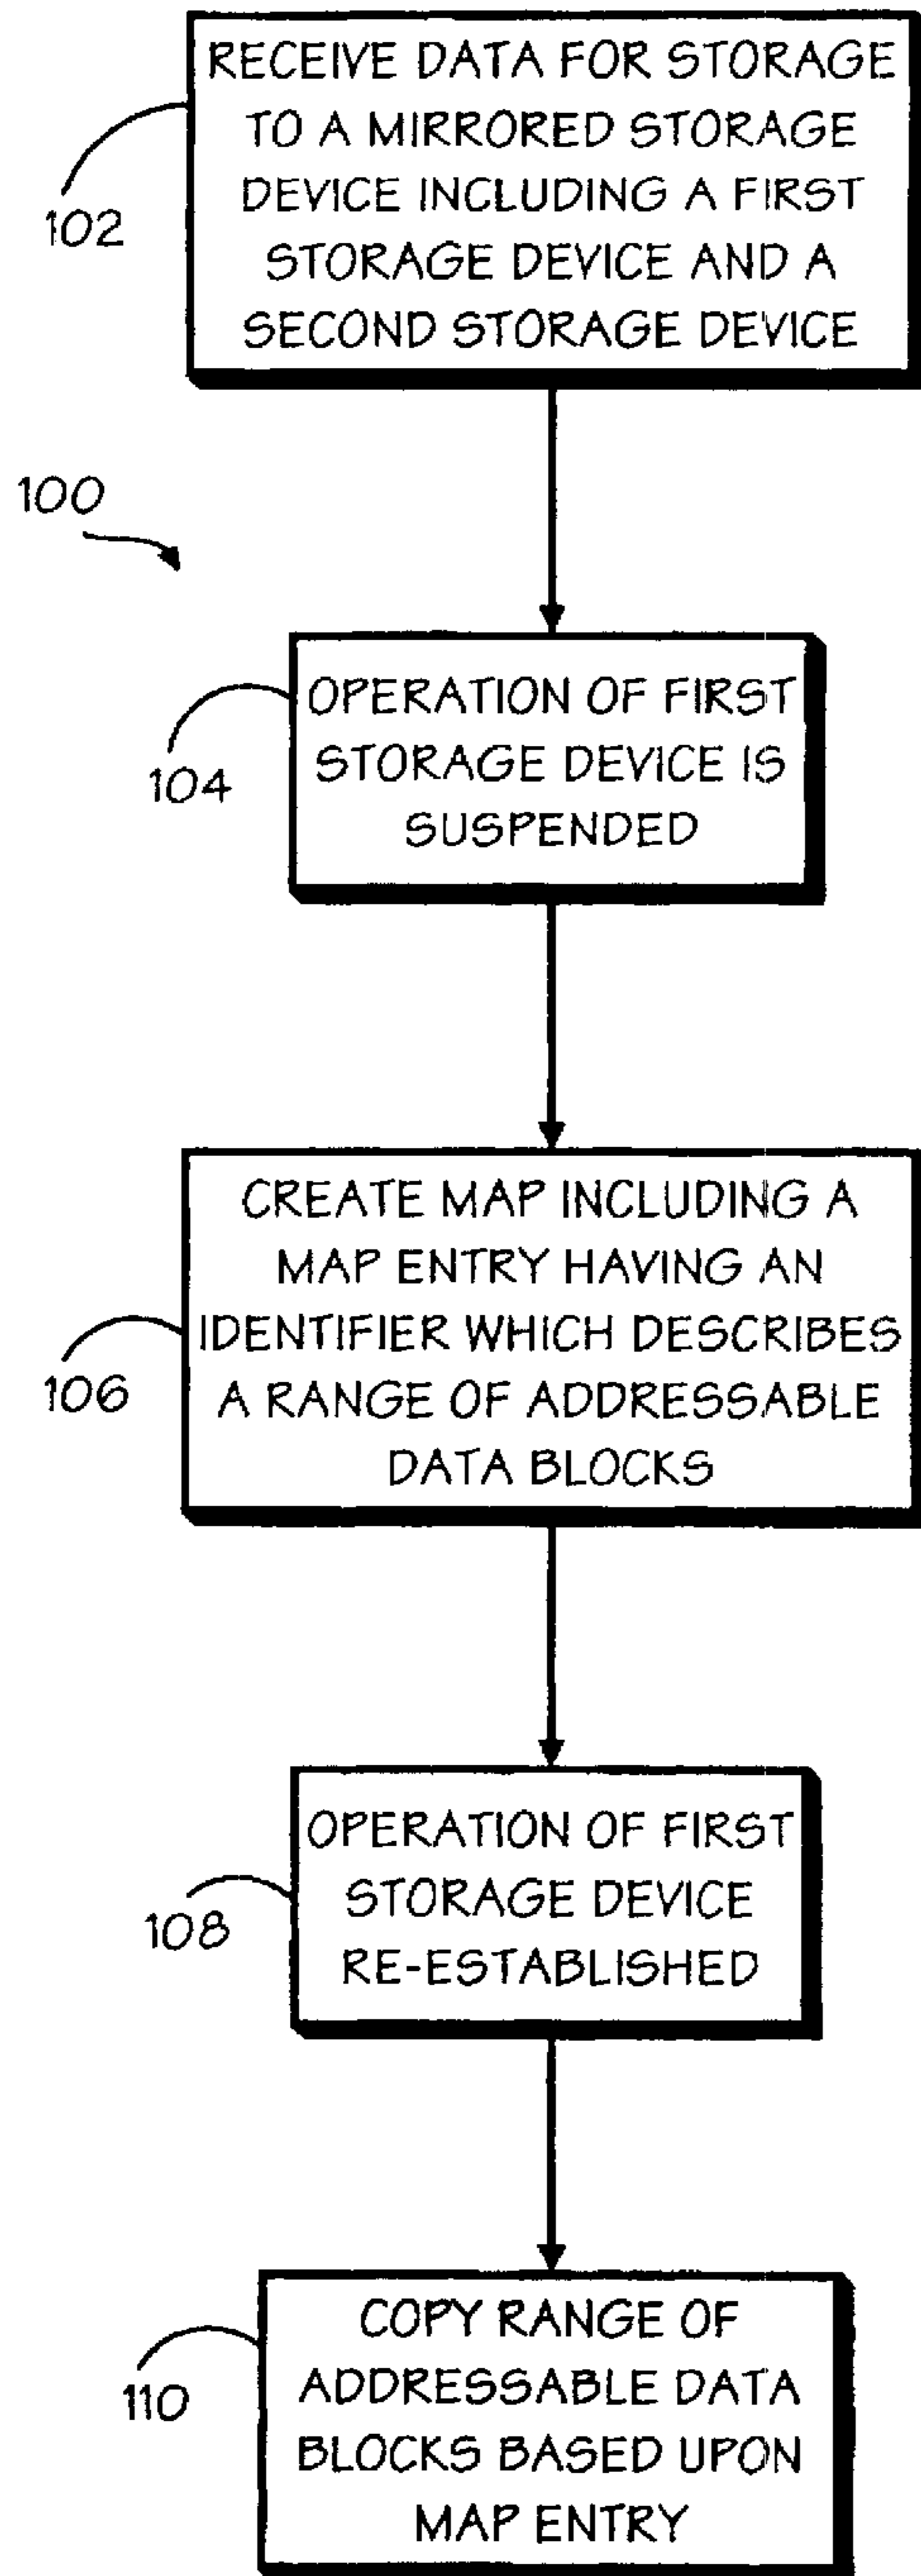 RECEIVE DATA FOR STORAGE
TO A MIRRORED STORAGE
DEVICE INCLUDING A FIRST
STORAGE DEVICE AND A
SECOND STORAGE DEVICE
102
100
OPERATION OF FIRST
STORAGE DEVICE IS
SUSPENDED
104
CREATE MAP INCLUDING A
MAP ENTRY HAVING AN
IDENTIFIER WHICH DESCRIBES
A RANGE OF ADDRESSABLE
DATA BLOCKS
106
OPERATION OF FIRST
STORAGE DEVICE
RE-ESTABLISHED
108
COPY RANGE OF
ADDRESSABLE DATA
BLOCKS BASED UPON
MAP ENTRY
110